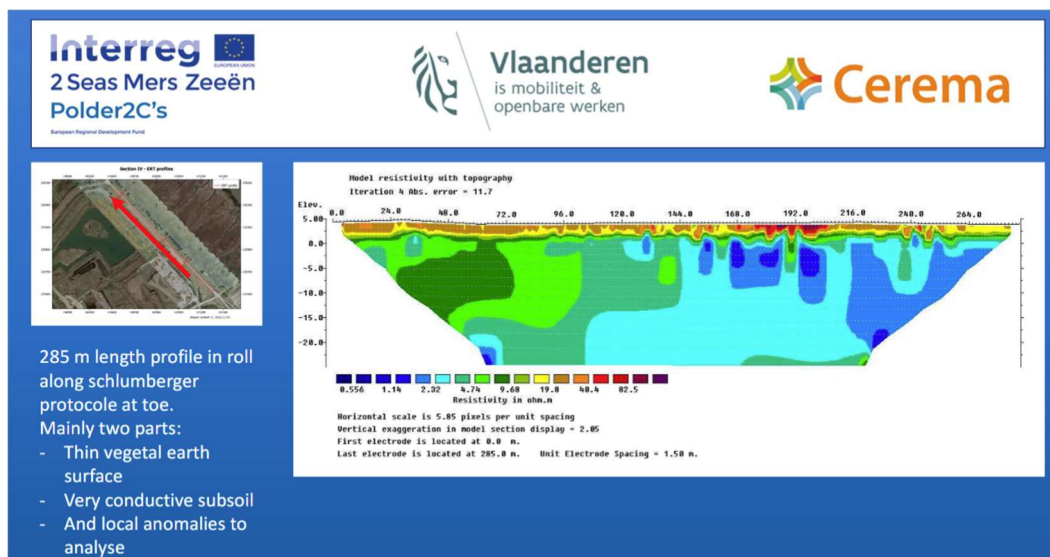 Interreg
EUROPEAN UNION
2 Seas Mers Zeeën
Polder2C's
European Regional Development Fund
Vlaanderen
is mobiliteit &
openbare werken
Cerema
Section IV - ERT profiles
285 m length profile in roll
along schlumberger
protocole at toe.
Mainly two parts:
- Thin vegetal earth
surface
- Very conductive subsoil
- And local anomalies to
analyse
Model resistivity with topography
Iteration 4 Abs. error = 11.7
Elev.
0.0 24.0 48.0 72.0 96.0 120.0 144.0 168.0 192.0 216.0 240.0 264.0
5.00
0.0
-5.00
-10.0
-15.0
-20.0
0.556 1.14 2.32 4.74 9.68 19.8 40.4 82.5
Resistivity in ohm.m
Horizontal scale is 5.85 pixels per unit spacing
Vertical exaggeration in model section display = 2.05
First electrode is located at 0.0 m.
Last electrode is located at 285.0 m. Unit Electrode Spacing = 1.50 m.